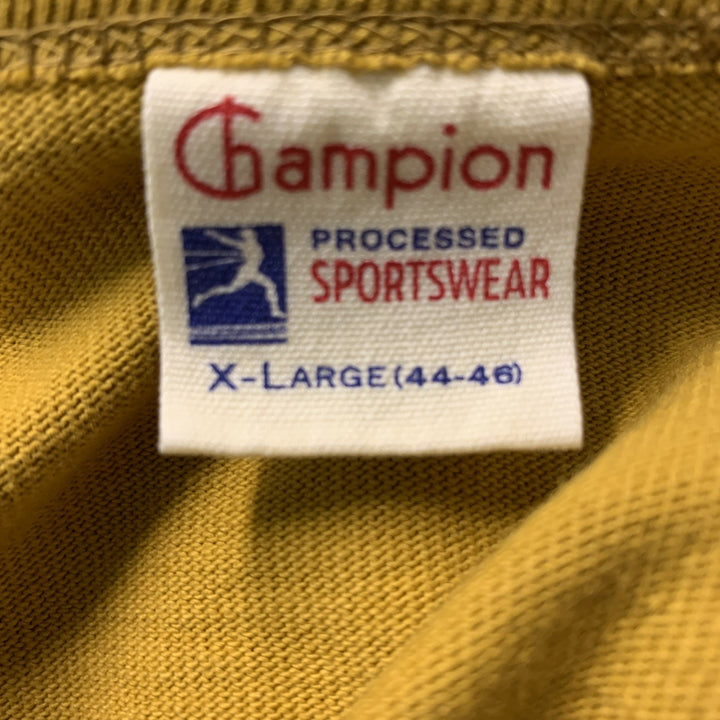 Champion
PROCESSED
SPORTSWEAR
X-LARGE (44-46)